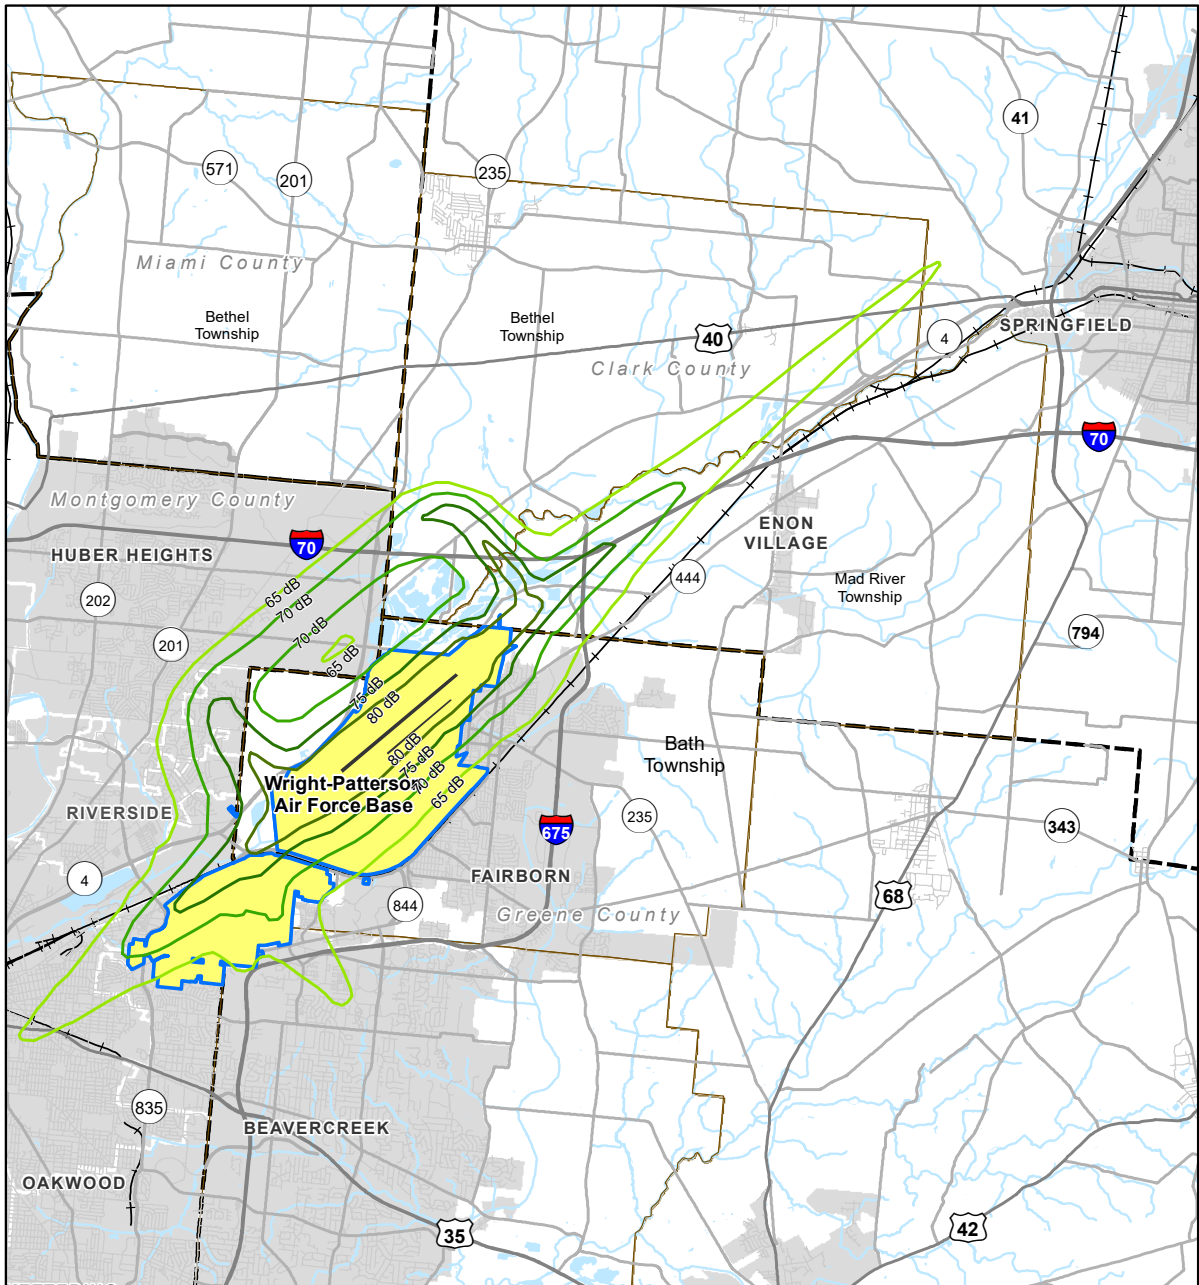 41
571
201
235
Miami County
Bethel
Township
Bethel
Township
40
4
SPRINGFIELD
Clark County
70
Montgomery County
HUBER HEIGHTS
70
ENON
VILLAGE
444
Mad River
Township
202
65 dB
70 dB
70 dB
65 dB
201
794
75 dB
80 dB
80 dB
75 dB
70 dB
65 dB
Bath
Township
Wright-Patterson
Air Force Base
RIVERSIDE
675
235
343
4
FAIRBORN
844
68
Greene County
835
BEAVERCREEK
OAKWOOD
35
42